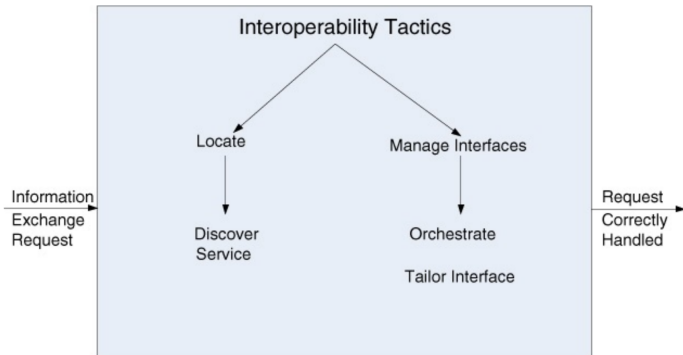 Interoperability Tactics
Locate
Manage Interfaces
Information
Exchange
Request
Discover
Service
Orchestrate
Tailor Interface
Request
Correctly
Handled